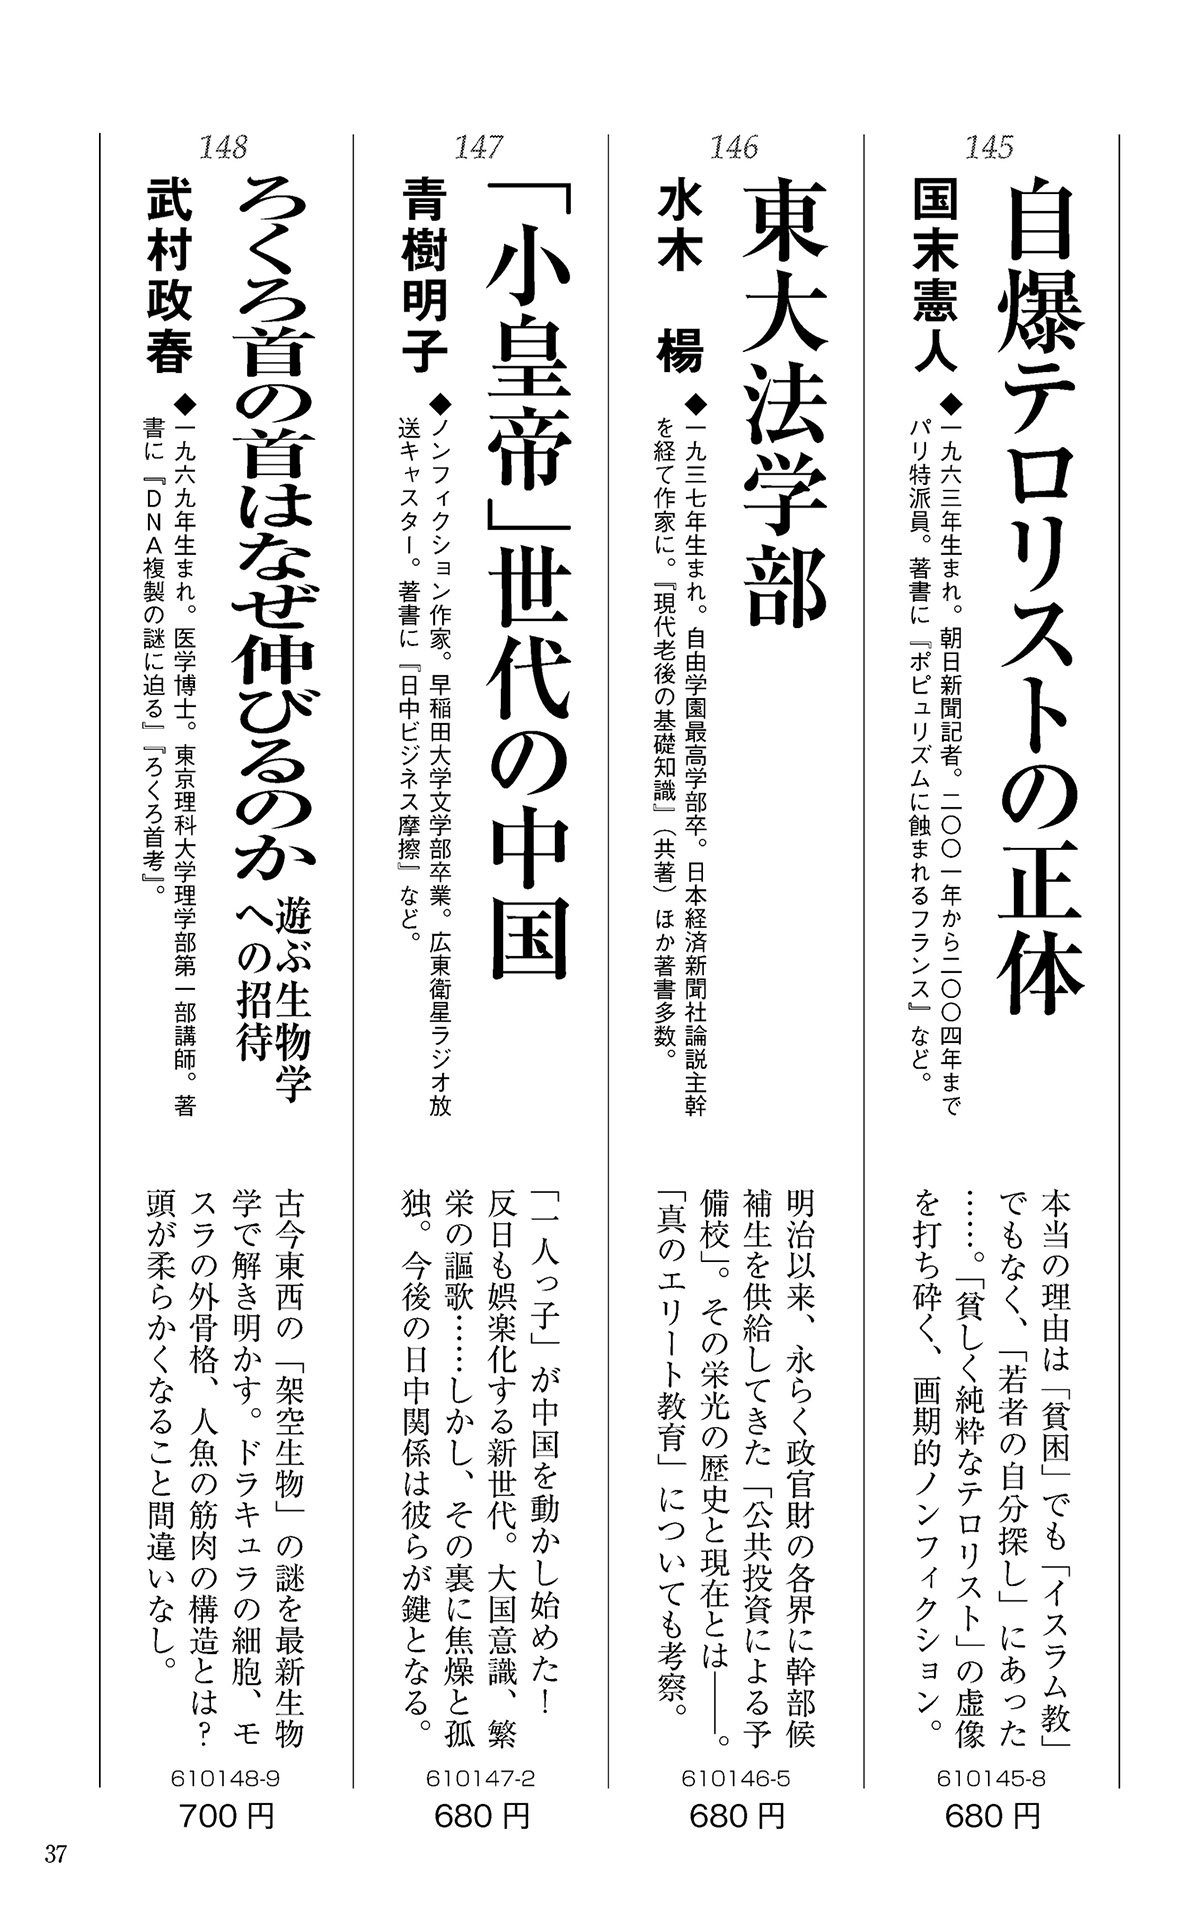 145
自爆テロリストの正体
国末憲人
◆一九六三年生まれ。朝日新聞記者。二〇〇一年から二〇〇四年まで
パリ特派員。著書に『ポピュリズムに蝕まれるフランス』など。
本当の理由は「貧困」でも「イスラム教」
でもなく、「若者の自分探し」にあった
……。「貧しく純粋なテロリスト」の虚像
を打ち砕く、画期的ノンフィクション。
610145-8
680円
146
東大法学部
水木 楊
◆一九三七年生まれ。自由学園最高学部卒。日本経済新聞社論説主幹
を経て作家に。『現代老後の基礎知識』（共著）ほか著書多数。
明治以来、永らく政官財の各界に幹部候
補生を供給してきた「公共投資による予
備校」。その栄光の歴史と現在とは――。
「真のエリート教育」についても考察。
610146-5
680円
147
「小皇帝」世代の中国
青樹明子
◆ノンフィクション作家。早稲田大学文学部卒業。広東衛星ラジオ放
送キャスター。著書に『日中ビジネス摩擦』など。
「一人っ子」が中国を動かし始めた！
反日も娯楽化する新世代。大国意識、繁
栄の謳歌……しかし、その裏に焦燥と孤
独。今後の日中関係は彼らが鍵となる。
610147-2
680円
148
ろくろ首の首はなぜ伸びるのか
遊ぶ生物学
への招待
武村政春
◆一九六九年生まれ。医学博士。東京理科大学理学部第一部講師。著
書に『DNA複製の謎に迫る』『ろくろ首考』。
古今東西の「架空生物」の謎を最新生物
学で解き明かす。ドラキュラの細胞、モ
スラの外骨格、人魚の筋肉の構造とは？
頭が柔らかくなること間違いなし。
610148-9
700円
37